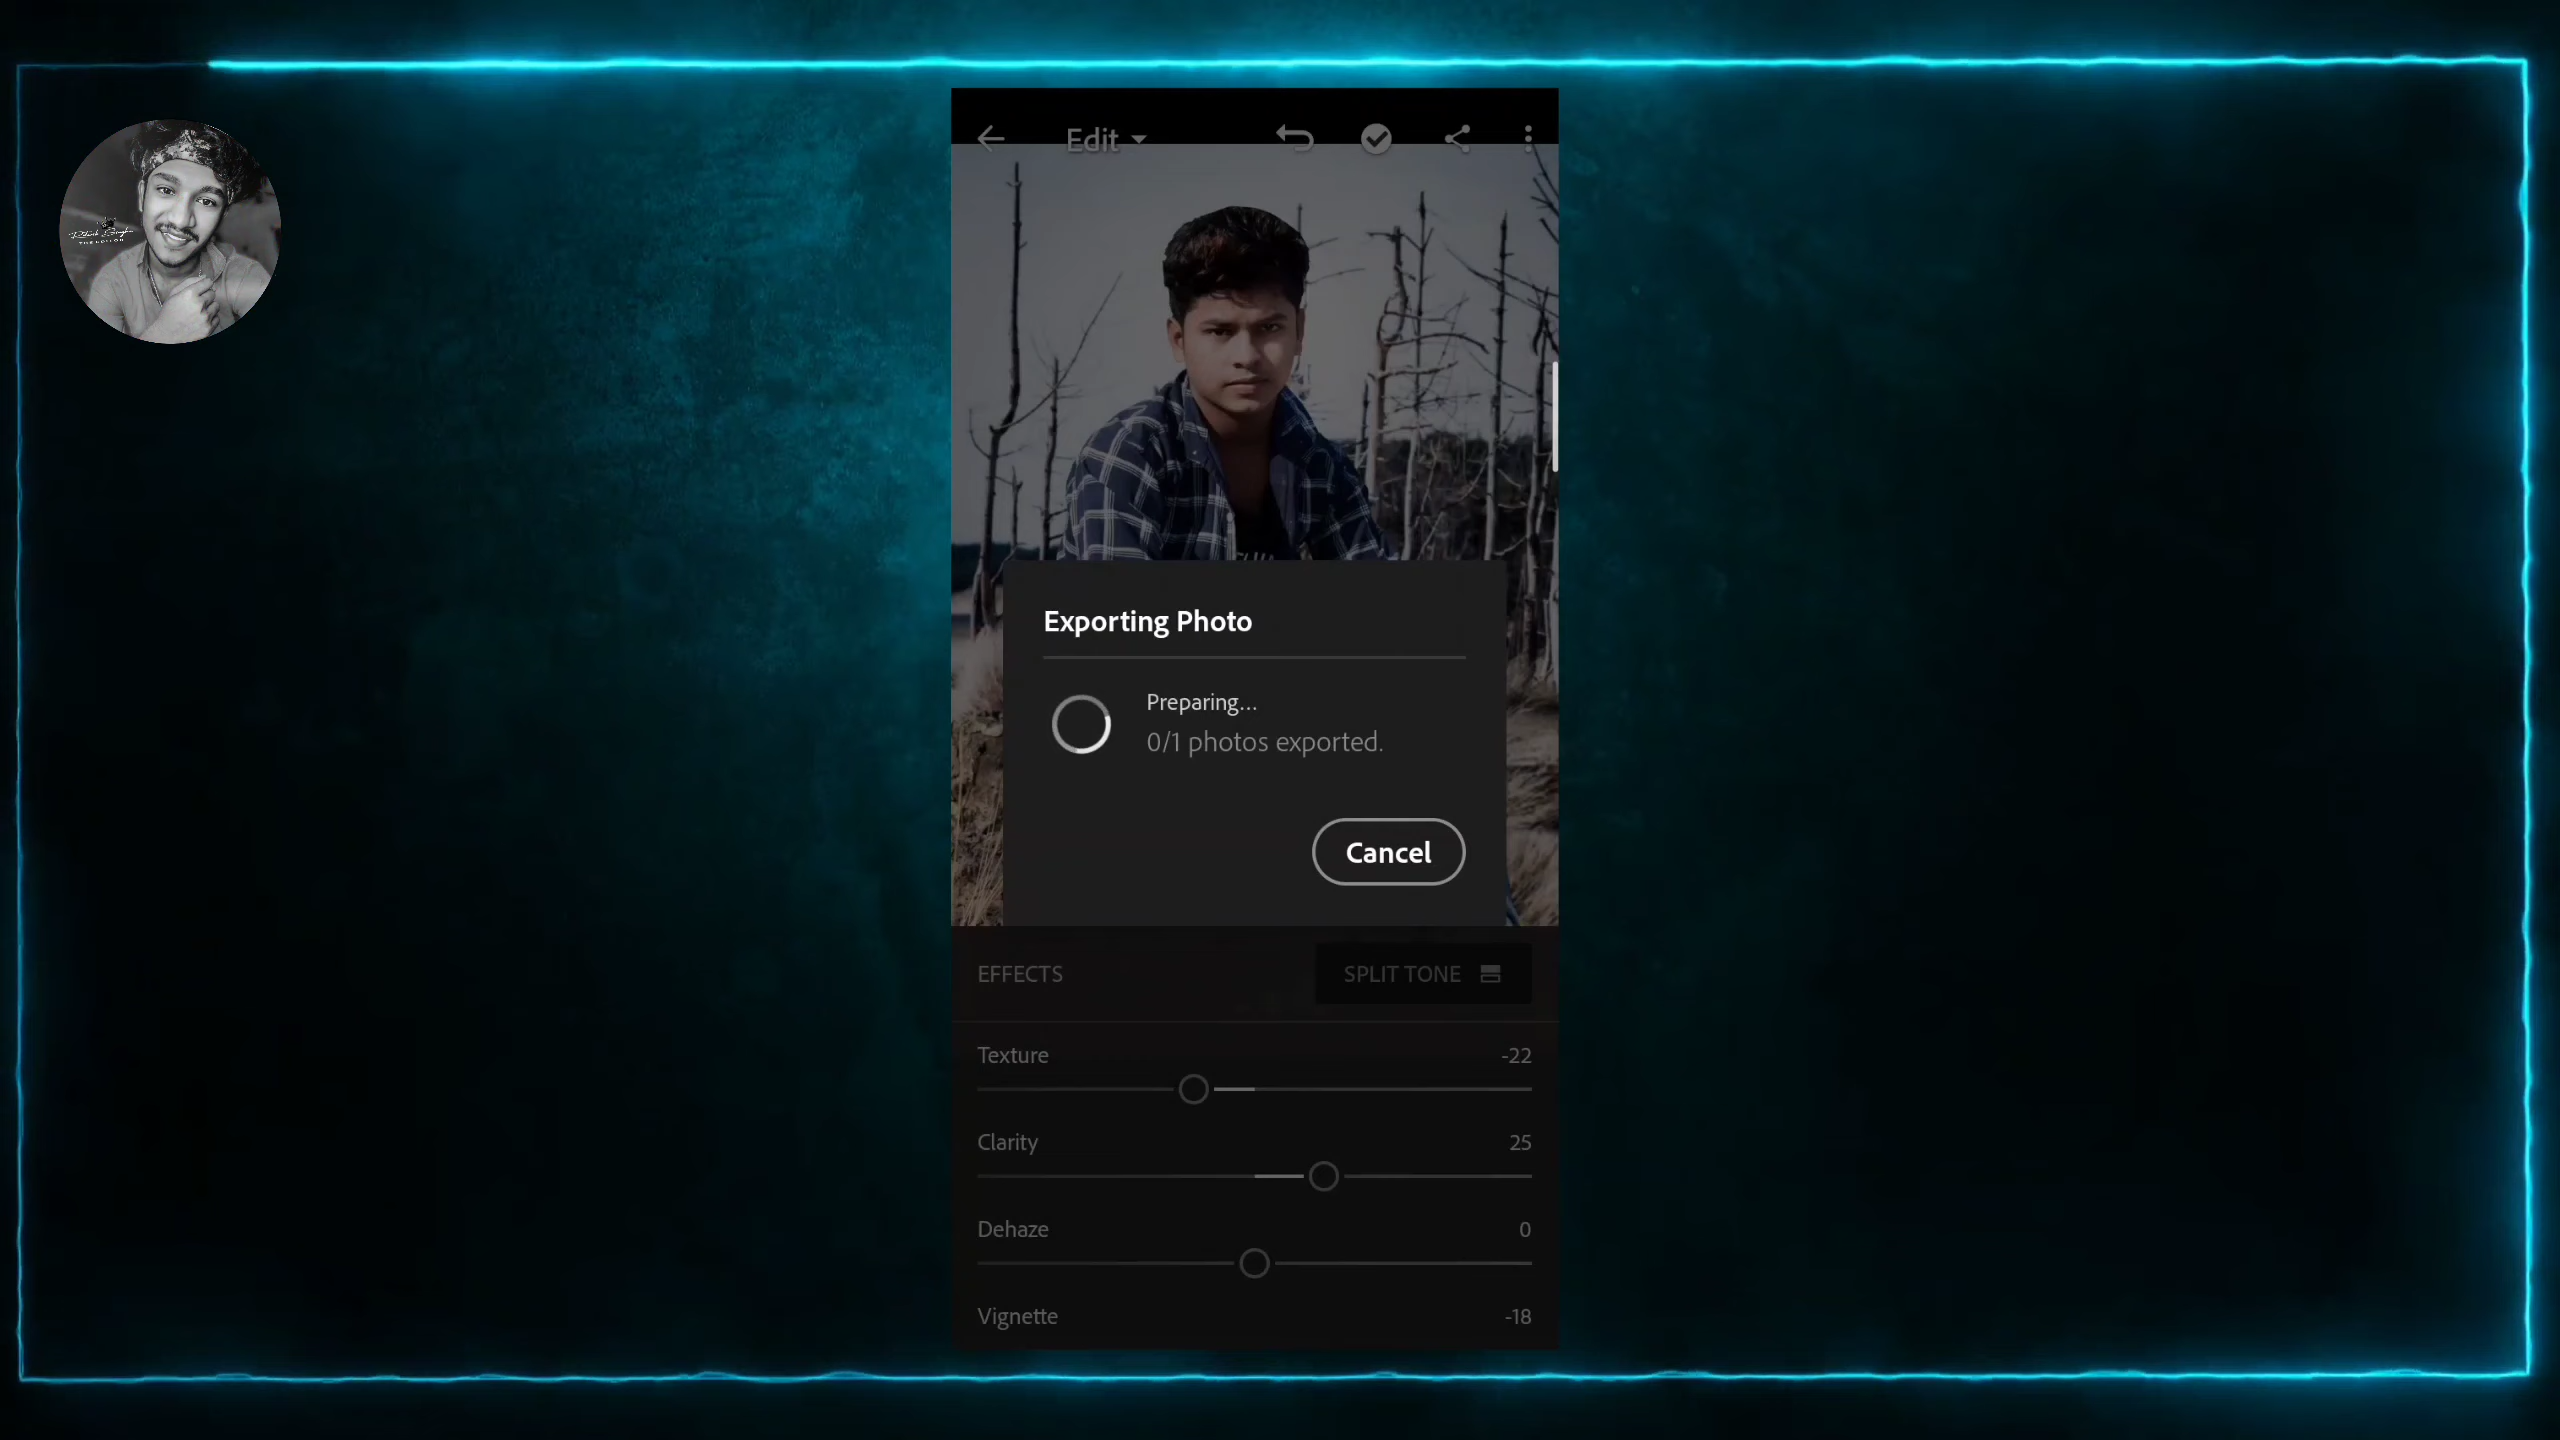 Edit
Exporting Photo
Preparing...
0/1 photos exported.
Cancel
EFFECTS
SPLIT TONE
Texture -22
Clarity 25
Dehaze 0
Vignette -18